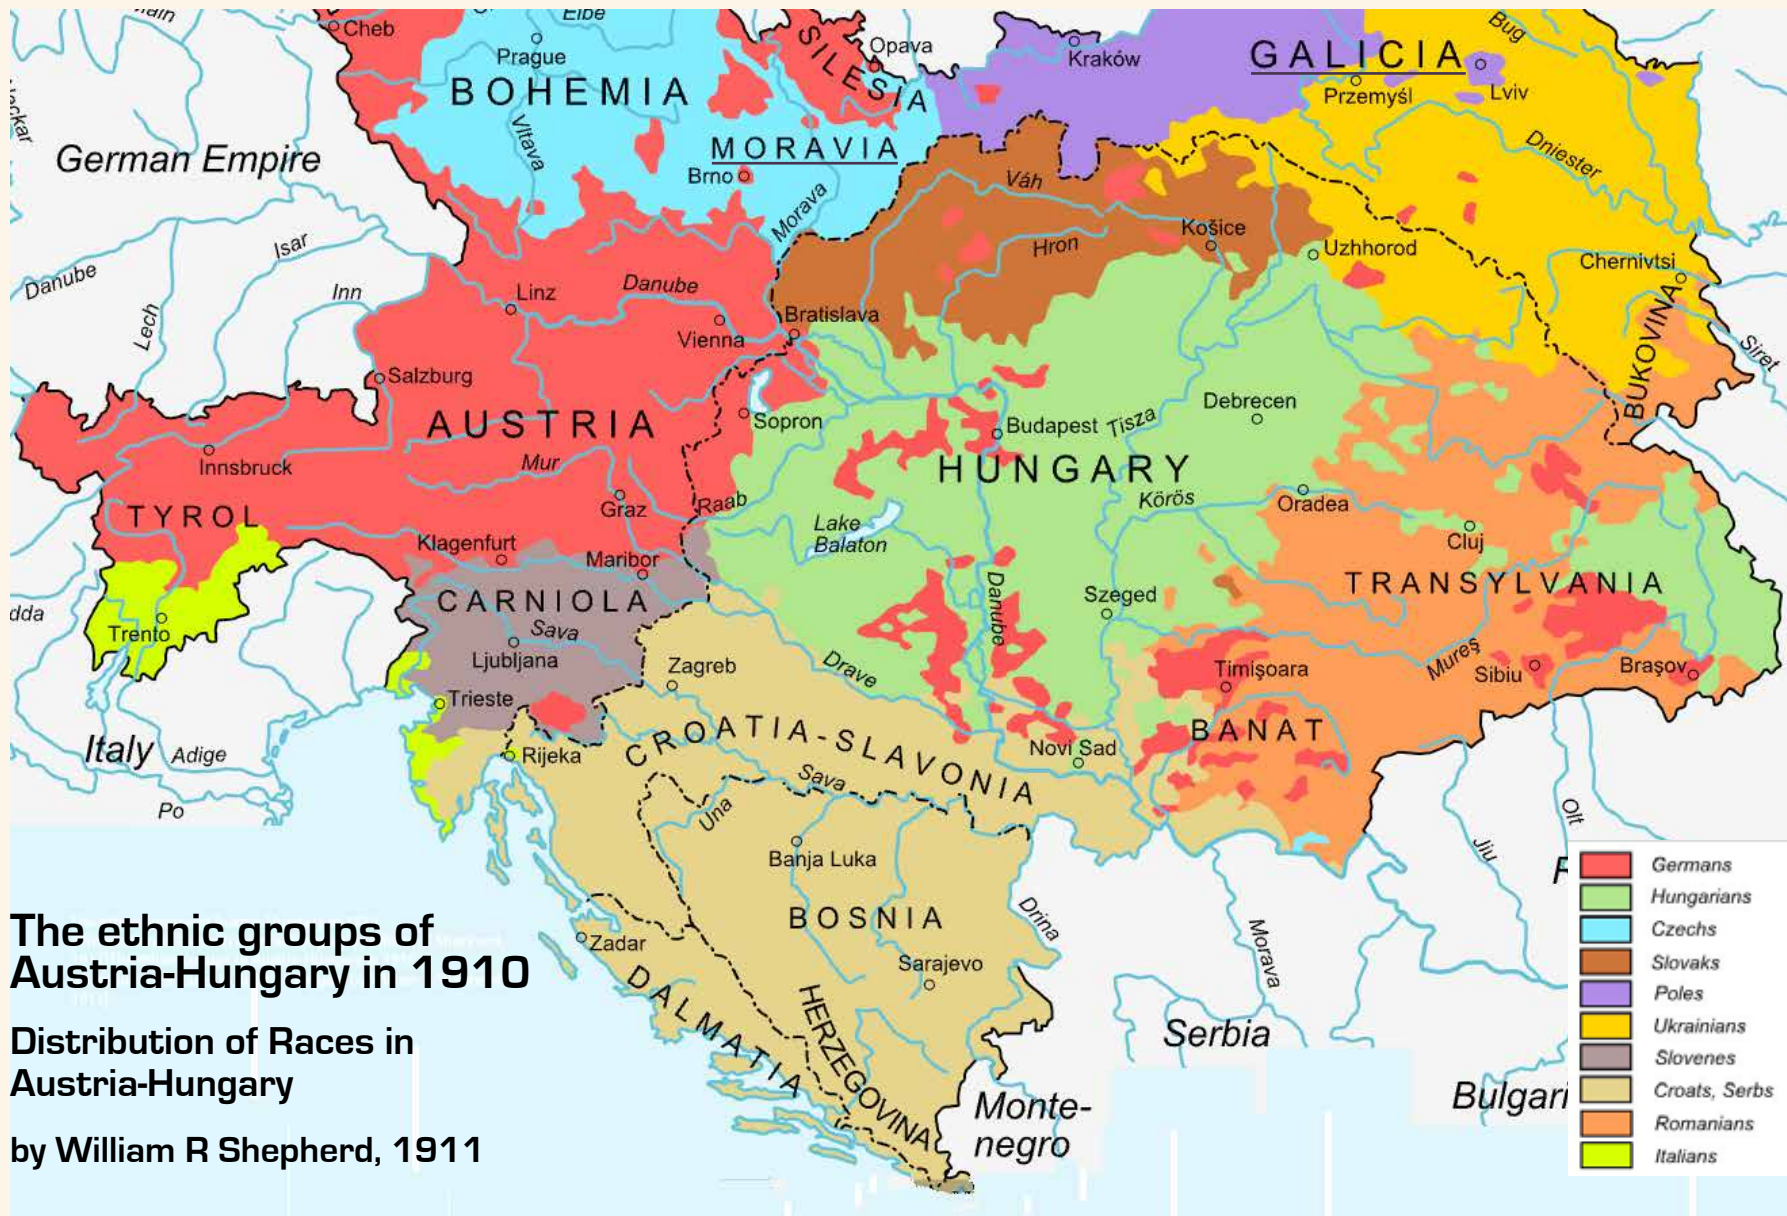 Cheb
Elbe
Prague
BOHEMIA
Vltava
SILESIA
Opava
Kraków
GALICIA
Przemyśl
Lviv
Bug
Dniester
German Empire
MORAVIA
Brno
Morava
Váh
Hron
Košice
Uzhhorod
Chernivtsi
BUKOVINA
Siret
Danube
Isar
Inn
Lech
Linz
Danube
Vienna
Bratislava
Salzburg
AUSTRIA
Sopron
Budapest
Tisza
Debrecen
Innsbruck
Mur
HUNGARY
TYROL
Graz
Raab
Körös
Oradea
Lake
Balaton
Cluj
Klagenfurt
Maribor
CARNIOLA
Szeged
Danube
TRANSYLVANIA
dda
Trento
Sava
Ljubljana
Zagreb
Drave
Timişoara
Mureş
Sibiu
Braşov
Trieste
Italy
Adige
Po
Rijeka
CROATIA-SLAVONIA
Novi Sad
BANAT
Sava
Una
Banja Luka
Olt
Jiu
BOSNIA
Drina
Morava
Zadar
Sarajevo
DALMATIA
HERZEGOVINA
Serbia
Monte-
negro
Bulgari
Germans
Hungarians
Czechs
Slovaks
Poles
Ukrainians
Slovenes
Croats, Serbs
Romanians
Italians
The ethnic groups of
Austria-Hungary in 1910
Distribution of Races in
Austria-Hungary
by William R Shepherd, 1911